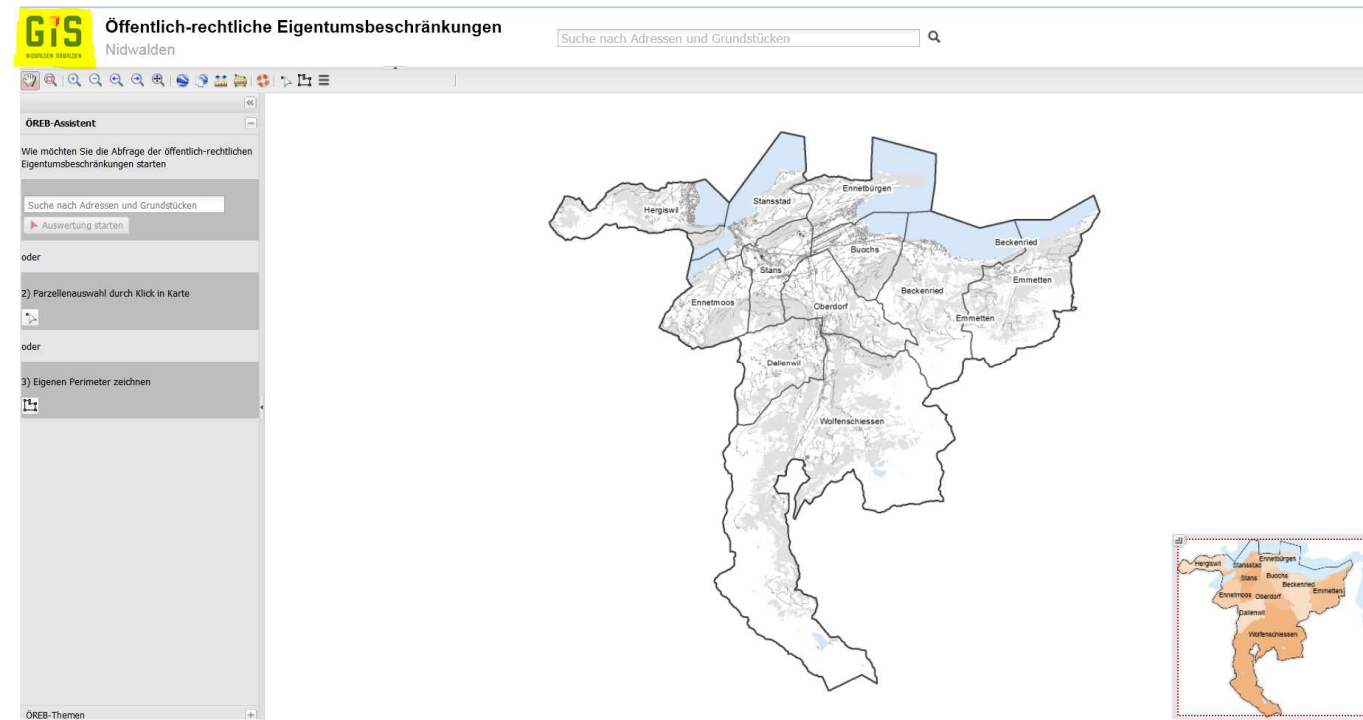 GIS
NIDWALDEN OBWALDEN
Öffentlich-rechtliche Eigentumsbeschränkungen
Nidwalden
Suche nach Adressen und Grundstücken
ÖREB-Assistent
Wie möchten Sie die Abfrage der öffentlich-rechtlichen
Eigentumsbeschränkungen starten
Suche nach Adressen und Grundstücken
Auswertung starten
oder
2) Parzellenauswahl durch Klick in Karte
oder
3) Eigenen Perimeter zeichnen
ÖREB-Themen
Hergiswil
Stansstad
Ennetbürgen
Buochs
Beckenried
Stans
Emmetten
Ennetmoos
Beckenried
Oberdorf
Emmetten
Dallenwil
Wolfenschiessen
Hergiswil
Stansstad
Ennetbürgen
Stans
Buochs
Beckenried
Emmetten
Ennetmoos
Oberdorf
Dallenwil
Wolfenschiessen